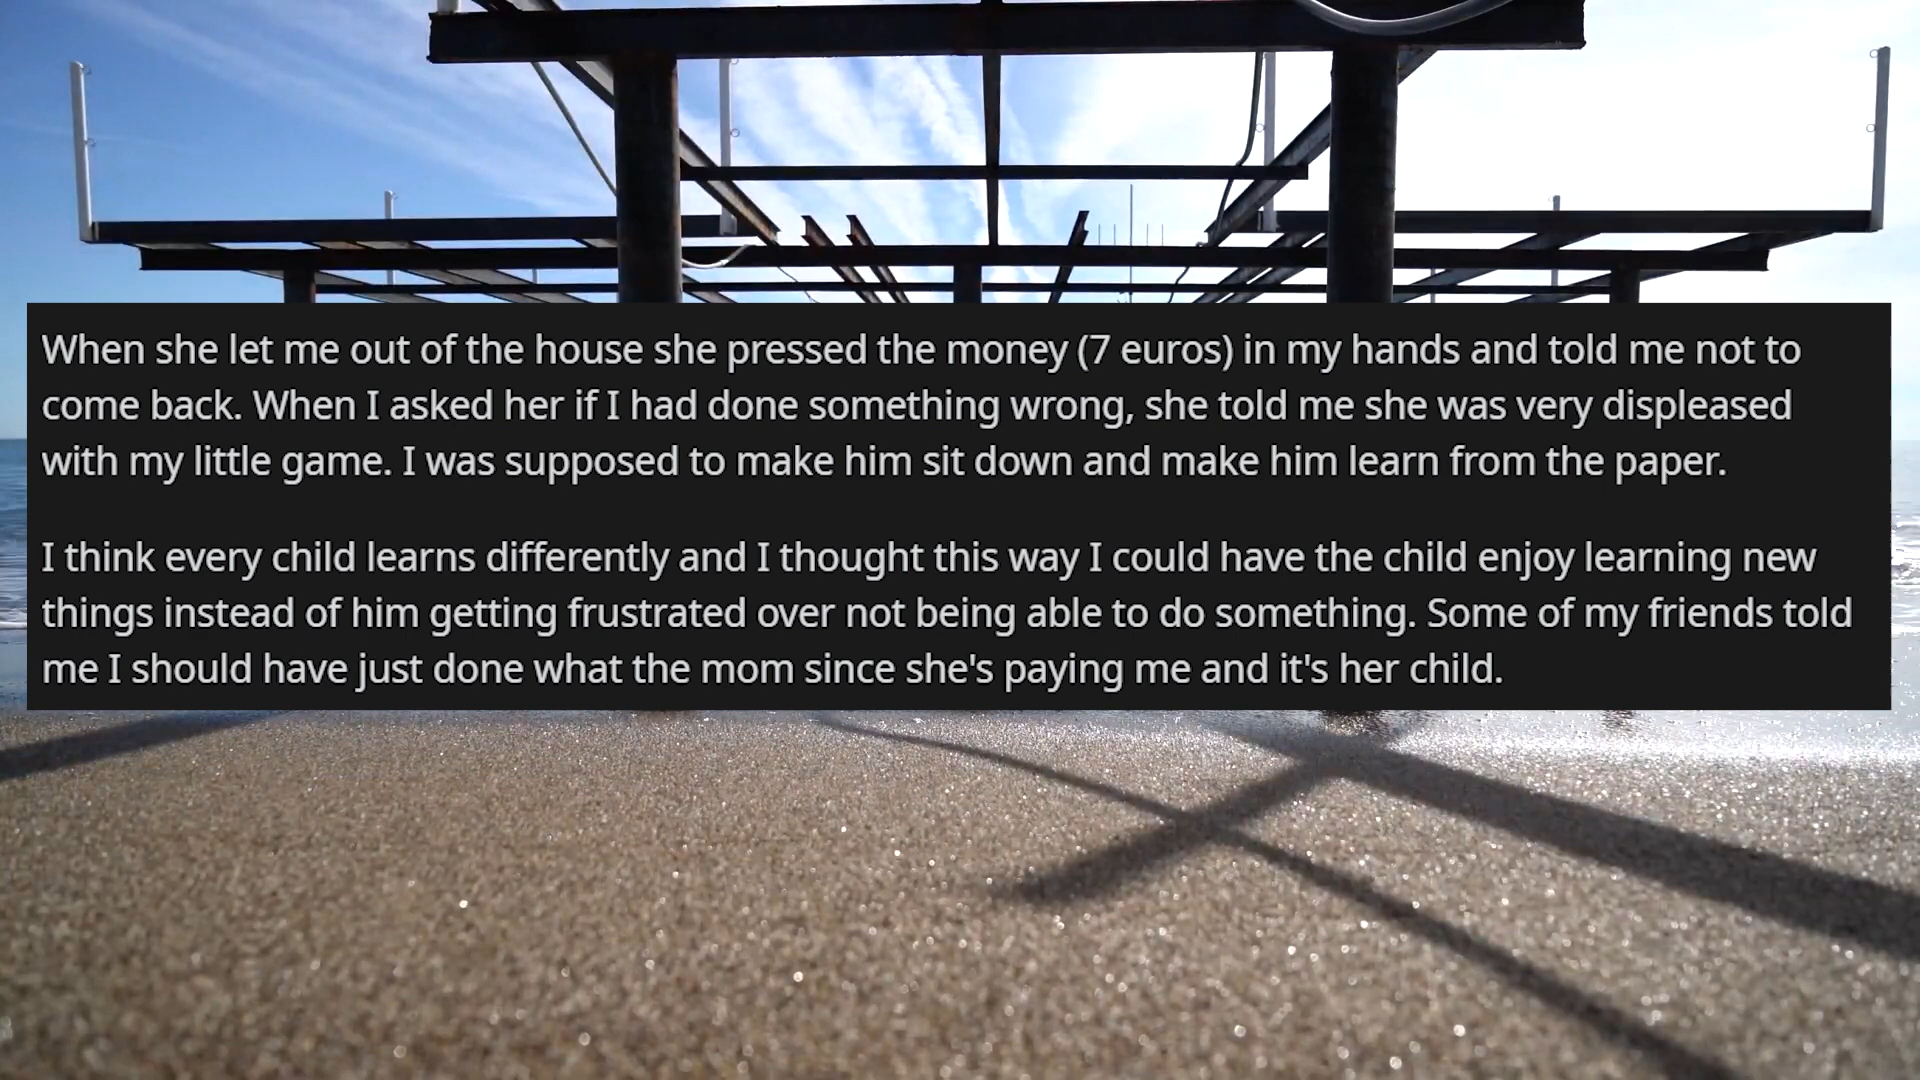 When she let me out of the house she pressed the money (7 euros) in my hands and told me not to
come back. When I asked her if I had done something wrong, she told me she was very displeased
with my little game. I was supposed to make him sit down and make him learn from the paper.
I think every child learns differently and I thought this way I could have the child enjoy learning new
things instead of him getting frustrated over not being able to do something. Some of my friends told
me I should have just done what the mom since she's paying me and it's her child.